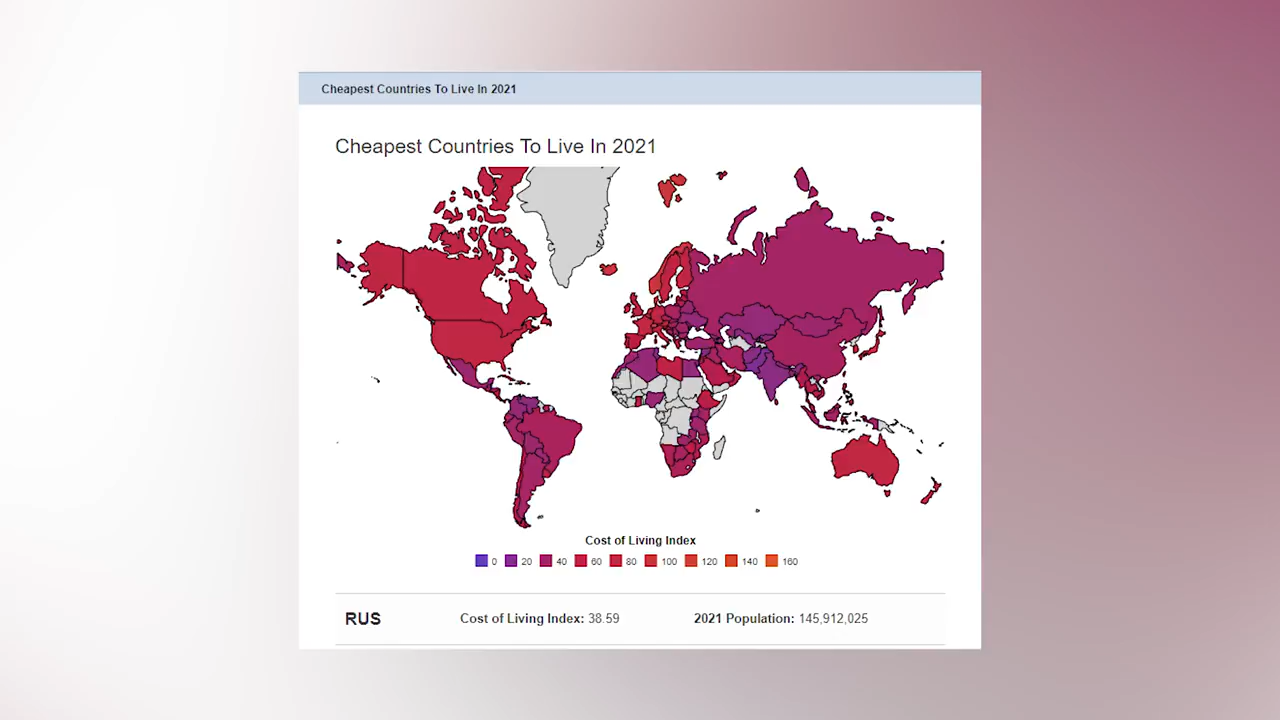 Cheapest Countries To Live In 2021
Cheapest Countries To Live In 2021
Cost of Living Index
0 20 40 60 80 100 120 140 160
RUS Cost of Living Index: 38.59 2021 Population: 145,912,025